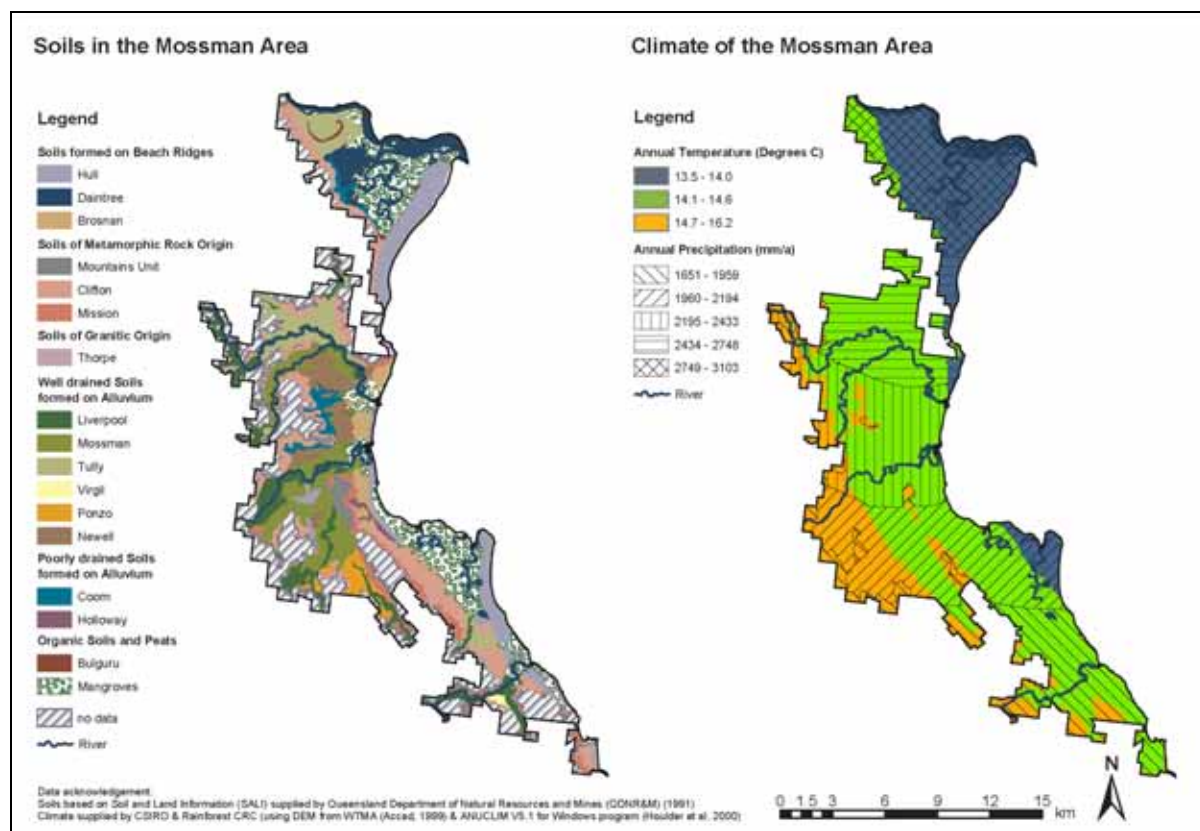 Soils in the Mossman Area
Legend
Soils formed on Beach Ridges
Hull
Daintree
Brosnan
Soils of Metamorphic Rock Origin
Mountains Unit
Clifton
Mission
Soils of Granitic Origin
Thorpe
Well drained Soils
formed on Alluvium
Liverpool
Mossman
Tully
Virgil
Ponzo
Newell
Poorly drained Soils
formed on Alluvium
Coom
Holloway
Organic Soils and Peats
Bulguru
Mangroves
no data
River
Climate of the Mossman Area
Legend
Annual Temperature (Degrees C)
13.5 - 14.0
14.1 - 14.6
14.7 - 16.2
Annual Precipitation (mm/a)
1651 - 1959
1960 - 2194
2195 - 2433
2434 - 2748
2749 - 3103
River
N
0 1.5 3 6 9 12 15
km
Data acknowledgement
Soils based on Soil and Land Information (SALI) supplied by Queensland Department of Natural Resources and Mines (QDNR&M) (1991)
Climate supplied by CSIRO & Rainforest CRC (using DEM from WTMA (Accad, 1999) & ANUCLIM V5.1 for Windows program (Houlder et al, 2000)